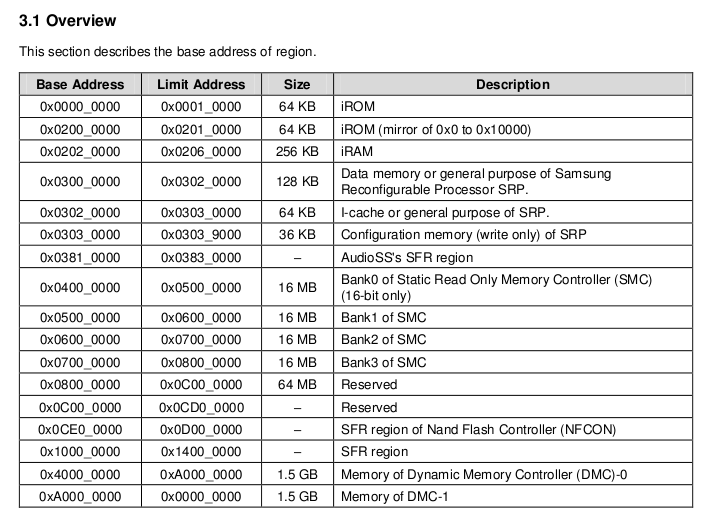 3.1 Overview
This section describes the base address of region.
Base Address Limit Address Size Description
0x0000_0000 0x0001_0000 64 KB iROM
0x0200_0000 0x0201_0000 64 KB iROM (mirror of 0x0 to 0x10000)
0x0202_0000 0x0206_0000 256 KB iRAM
0x0300_0000 0x0302_0000 128 KB Data memory or general purpose of Samsung
Reconfigurable Processor SRP.
0x0302_0000 0x0303_0000 64 KB I-cache or general purpose of SRP.
0x0303_0000 0x0303_9000 36 KB Configuration memory (write only) of SRP
0x0381_0000 0x0383_0000 – AudioSS's SFR region
0x0400_0000 0x0500_0000 16 MB Bank0 of Static Read Only Memory Controller (SMC)
(16-bit only)
0x0500_0000 0x0600_0000 16 MB Bank1 of SMC
0x0600_0000 0x0700_0000 16 MB Bank2 of SMC
0x0700_0000 0x0800_0000 16 MB Bank3 of SMC
0x0800_0000 0x0C00_0000 64 MB Reserved
0x0C00_0000 0x0CD0_0000 – Reserved
0x0CE0_0000 0x0D00_0000 – SFR region of Nand Flash Controller (NFCON)
0x1000_0000 0x1400_0000 – SFR region
0x4000_0000 0xA000_0000 1.5 GB Memory of Dynamic Memory Controller (DMC)-0
0xA000_0000 0x0000_0000 1.5 GB Memory of DMC-1